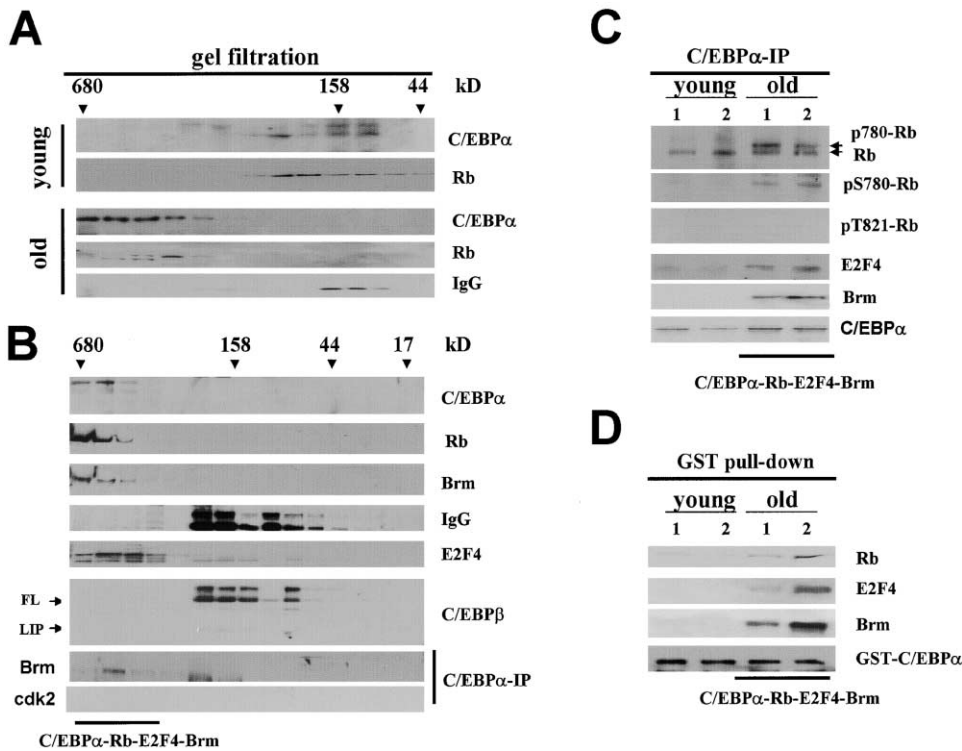 A
gel filtration
680 158 44 kD
young
C/EBPα
Rb
old
C/EBPα
Rb
IgG
B
680 158 44 17 kD
C/EBPα
Rb
Brm
IgG
E2F4
FL
C/EBPβ
LIP
Brm
C/EBPα-IP
cdk2
C/EBPα-Rb-E2F4-Brm
C
C/EBPα-IP
young old
1 2 1 2
p780-Rb
Rb
pS780-Rb
pT821-Rb
E2F4
Brm
C/EBPα
C/EBPα-Rb-E2F4-Brm
D
GST pull-down
young old
1 2 1 2
Rb
E2F4
Brm
GST-C/EBPα
C/EBPα-Rb-E2F4-Brm